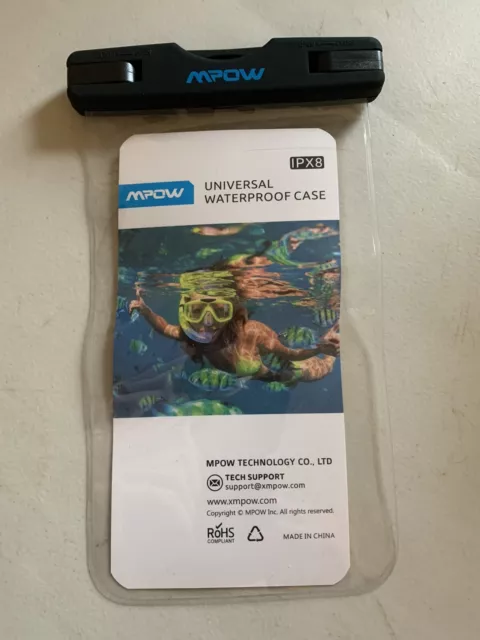 MPOW
IPX8
MPOW
UNIVERSAL
WATERPROOF CASE
MPOW TECHNOLOGY CO., LTD
TECH SUPPORT
support@xmpow.com
www.xmpow.com
Copyright © MPOW Inc. All rights reserved.
RoHS
COMPLIANT
MADE IN CHINA